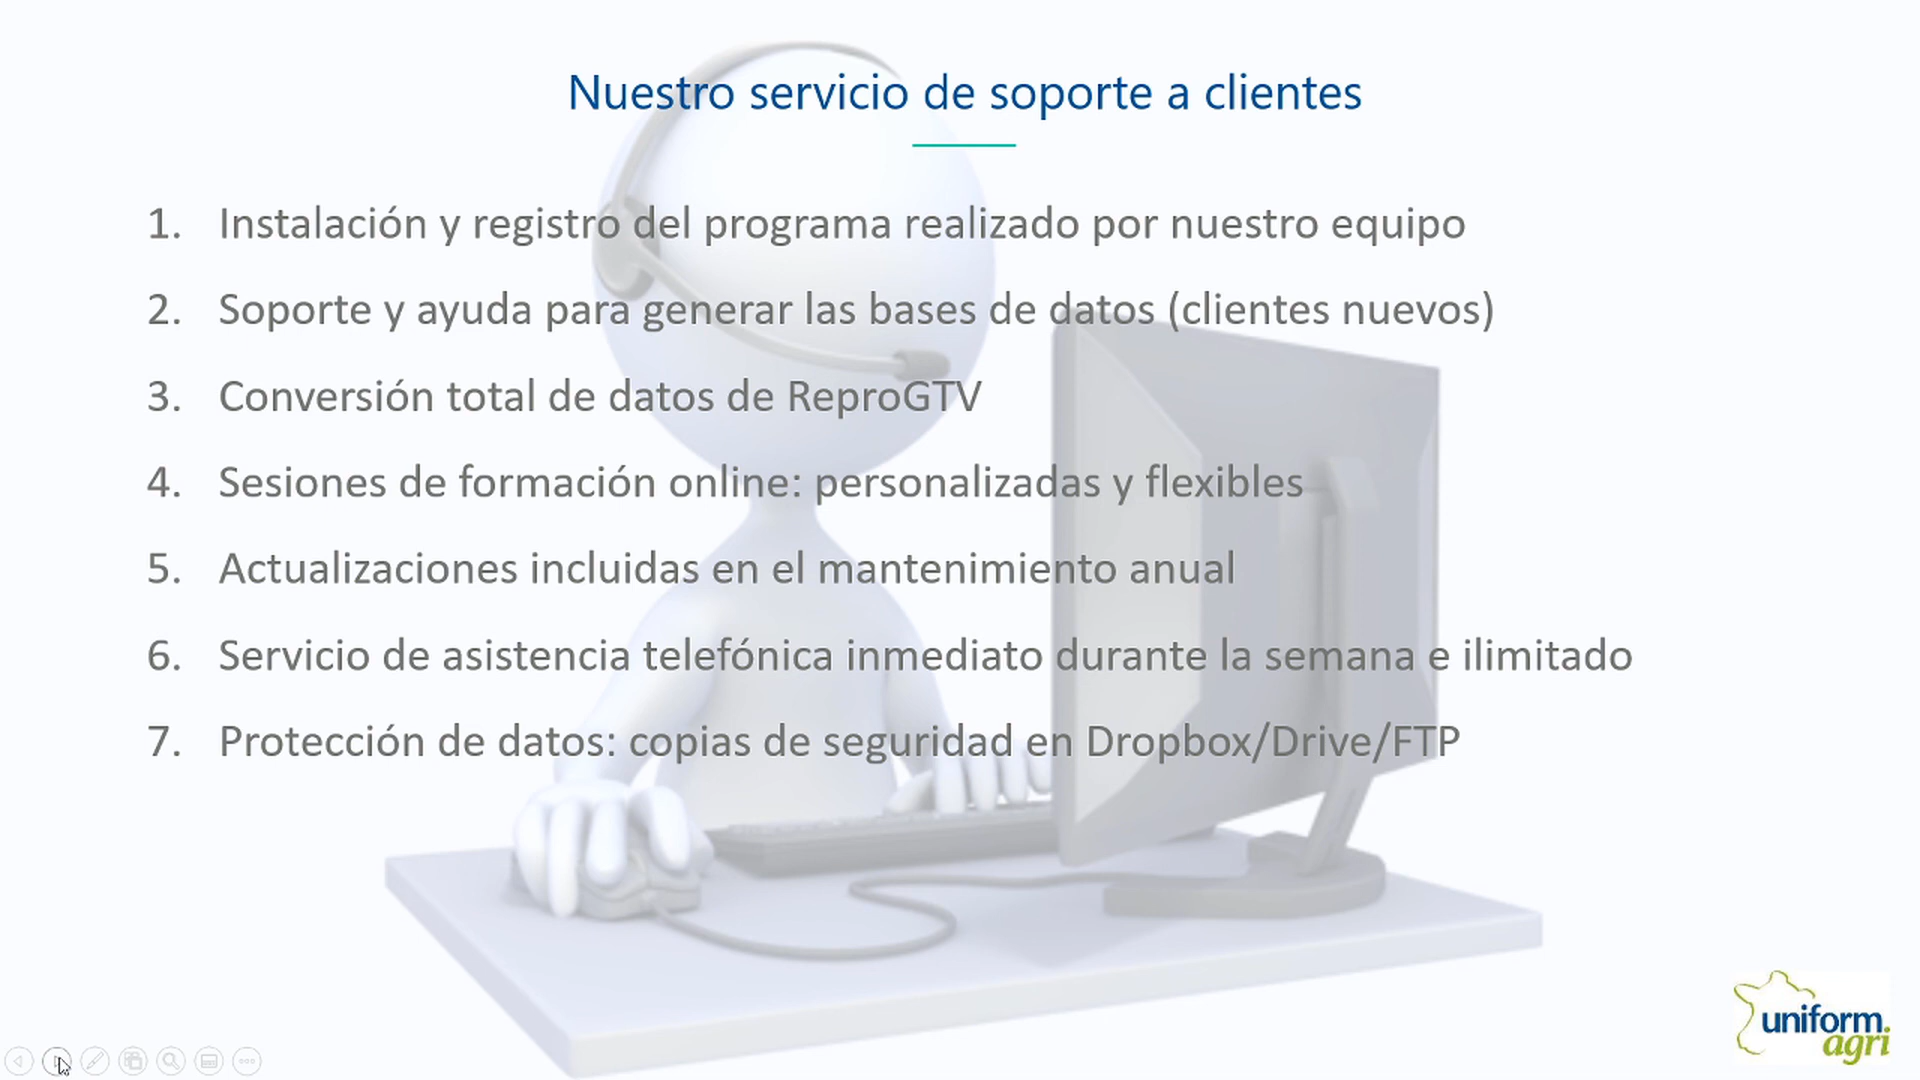 Nuestro servicio de soporte a clientes
1. Instalación y registro del programa realizado por nuestro equipo
2. Soporte y ayuda para generar las bases de datos (clientes nuevos)
3. Conversión total de datos de ReproGTV
4. Sesiones de formación online: personalizadas y flexibles
5. Actualizaciones incluidas en el mantenimiento anual
6. Servicio de asistencia telefónica inmediato durante la semana e ilimitado
7. Protección de datos: copias de seguridad en Dropbox/Drive/FTP
uniform.
agri